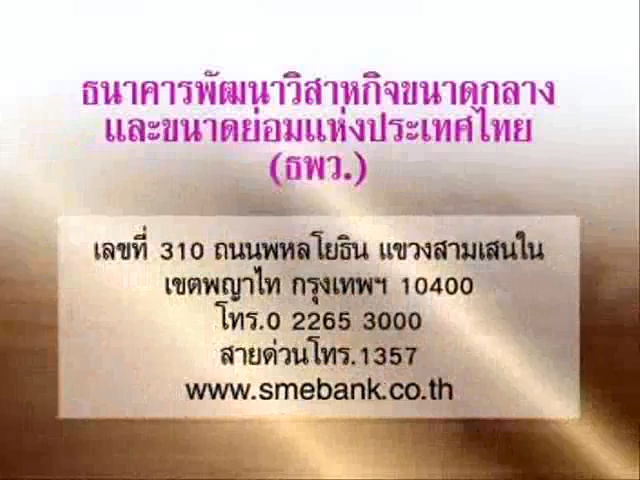 ธนาคารพัฒนาวิสาหกิจขนาดกลาง
และขนาดย่อมแห่งประเทศไทย
(ธพว.)
เลขที่ 310 ถนนพหลโยธิน แขวงสามเสนใน
เขตพญาไท กรุงเทพฯ 10400
โทร.0 2265 3000
สายด่วนโทร.1357
www.smebank.co.th